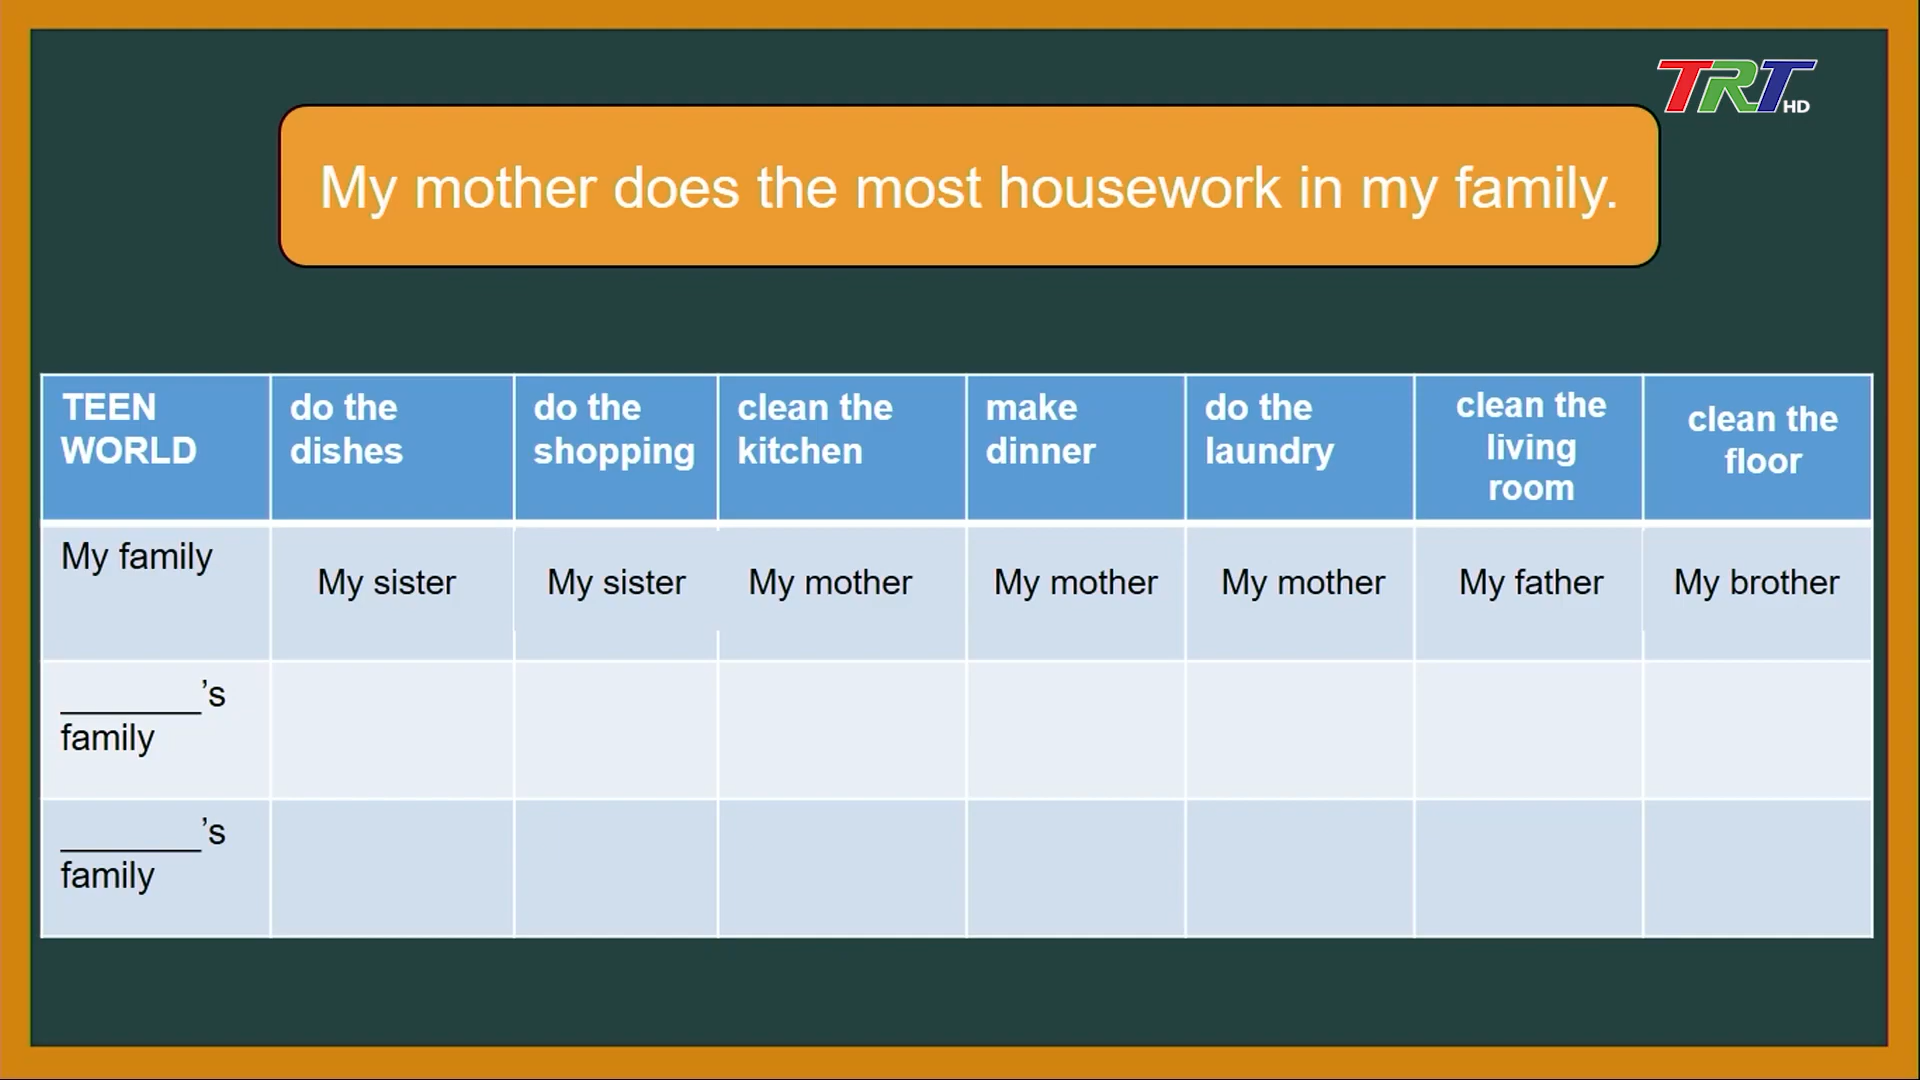 TRT HD
My mother does the most housework in my family.
TEEN
WORLD
do the
dishes
do the
shopping
clean the
kitchen
make
dinner
do the
laundry
clean the
living
room
clean the
floor
My family
My sister
My sister
My mother
My mother
My mother
My father
My brother
_______’s
family
_______’s
family